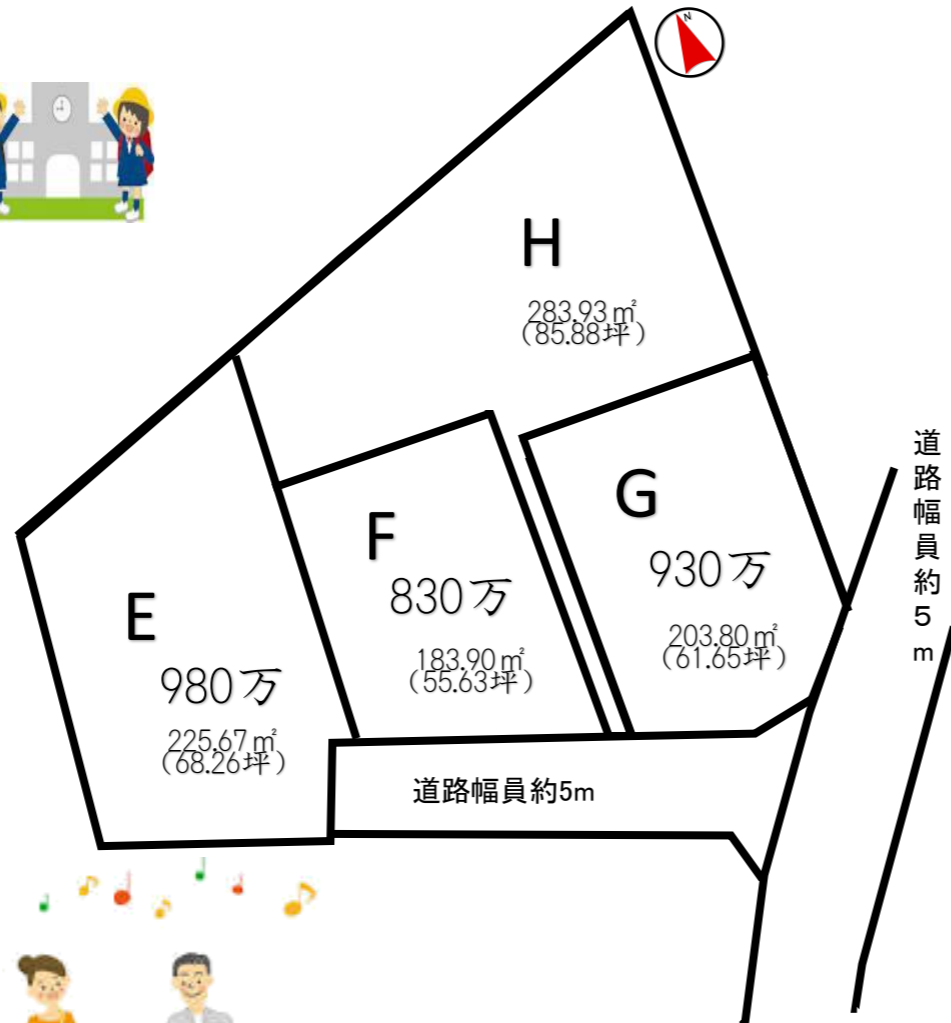 N
H
283.93㎡
(85.88坪)
G
930万
203.80㎡
(61.65坪)
F
830万
183.90㎡
(55.63坪)
E
980万
225.67㎡
(68.26坪)
道路幅員約5m
道路幅員約5m